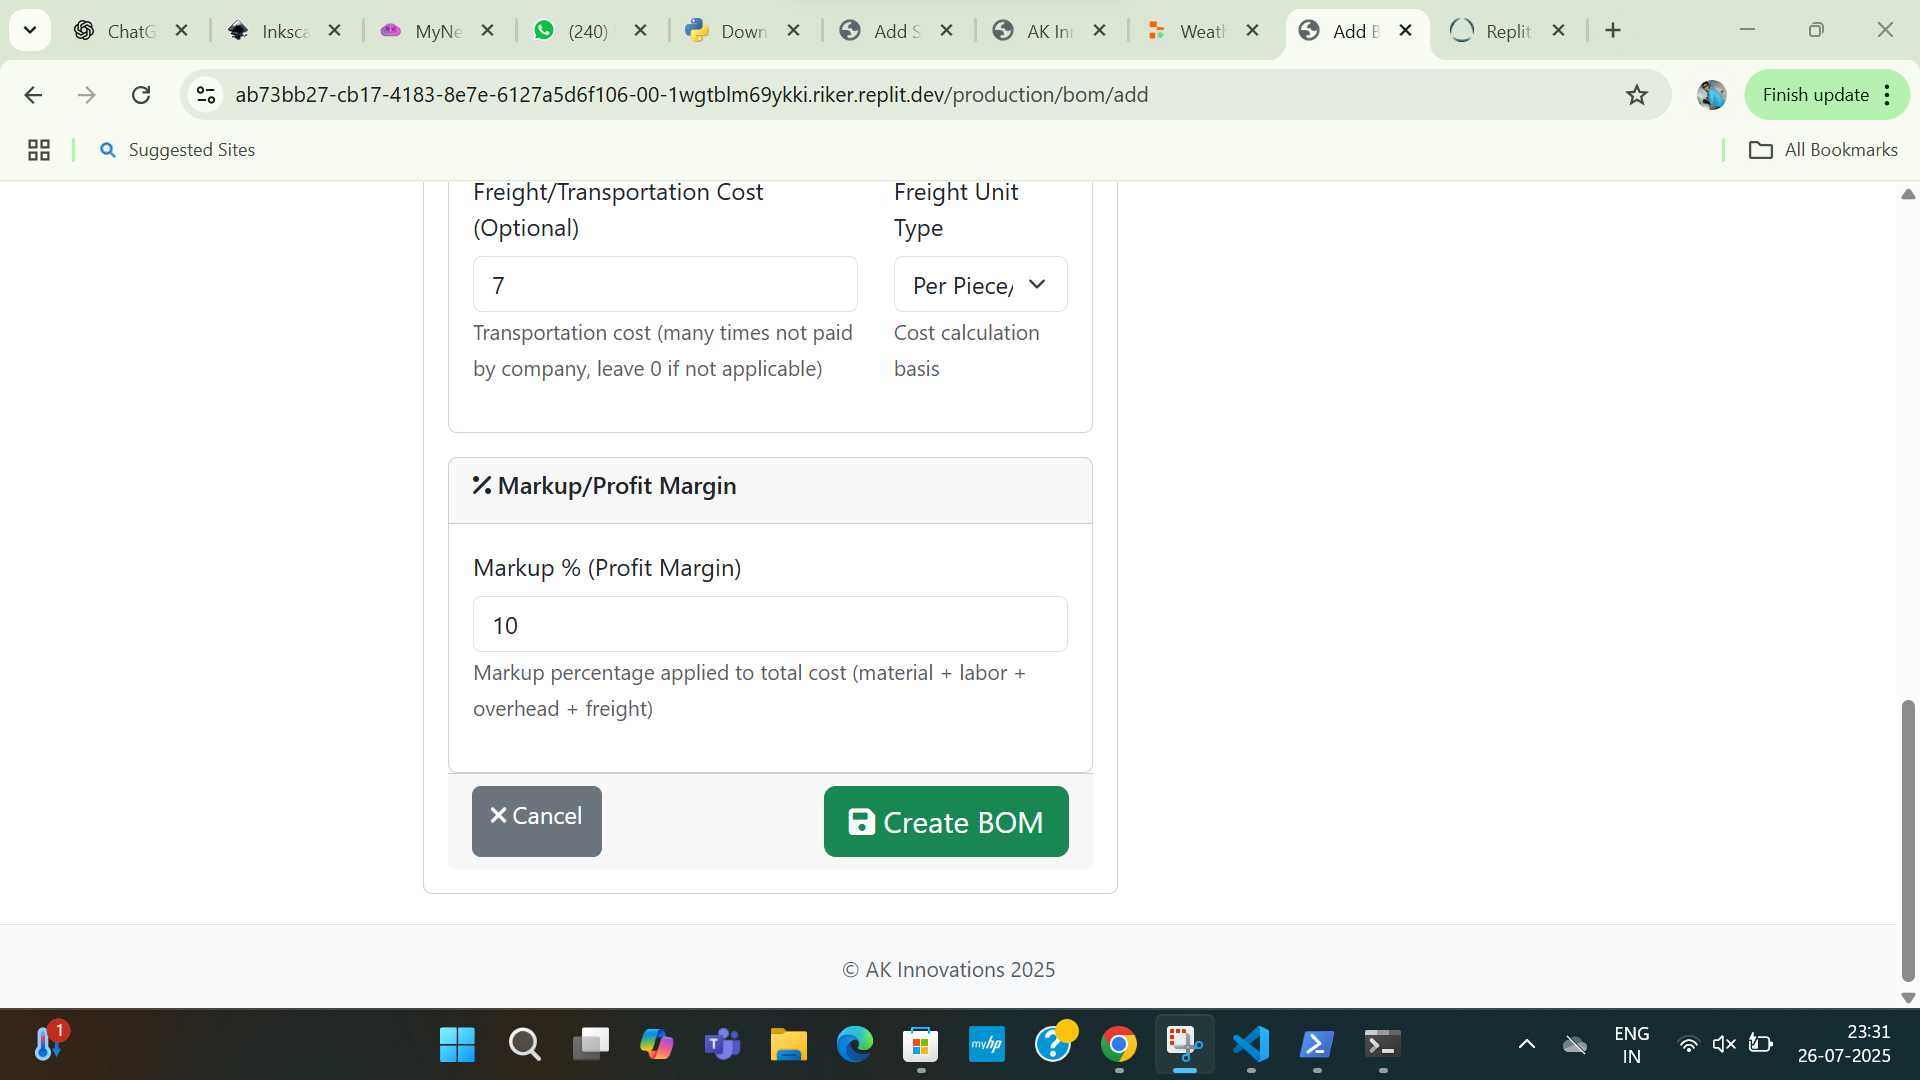 ChatG
Inksca
MyNe
(240)
Down
Add S
AK Inn
Weath
Add B
Replit
ab73bb27-cb17-4183-8e7e-6127a5d6f106-00-1wgtblm69ykki.riker.replit.dev/production/bom/add
Finish update
Suggested Sites
All Bookmarks
Freight/Transportation Cost
(Optional)
Freight Unit
Type
7
Per Piece/
Transportation cost (many times not paid
by company, leave 0 if not applicable)
Cost calculation
basis
Markup/Profit Margin
Markup % (Profit Margin)
10
Markup percentage applied to total cost (material + labor +
overhead + freight)
Cancel
Create BOM
© AK Innovations 2025
1
myhp
ENG
IN
23:31
26-07-2025